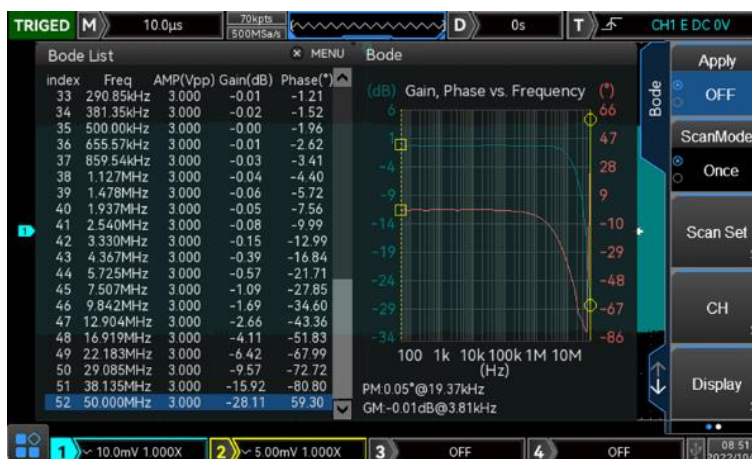 TRIGED M 10.0μs 70kpts 500MSa/s D 0s T CH1 E DC 0V
Bode List × MENU
index Freq AMP(Vpp) Gain(dB) Phase(°)
33 290.85kHz 3.000 -0.01 -1.21
34 381.35kHz 3.000 -0.02 -1.52
35 500.00kHz 3.000 -0.00 -1.96
36 655.57kHz 3.000 -0.01 -2.62
37 859.54kHz 3.000 -0.03 -3.41
38 1.127MHz 3.000 -0.04 -4.40
39 1.478MHz 3.000 -0.06 -5.72
40 1.937MHz 3.000 -0.05 -7.56
41 2.540MHz 3.000 -0.08 -9.99
42 3.330MHz 3.000 -0.15 -12.99
43 4.367MHz 3.000 -0.39 -16.84
44 5.725MHz 3.000 -0.57 -21.71
45 7.507MHz 3.000 -1.09 -27.85
46 9.842MHz 3.000 -1.69 -34.60
47 12.904MHz 3.000 -2.66 -43.36
48 16.919MHz 3.000 -4.11 -51.83
49 22.183MHz 3.000 -6.42 -67.99
50 29.085MHz 3.000 -9.57 -72.72
51 38.135MHz 3.000 -15.92 -80.80
52 50.000MHz 3.000 -28.11 59.30
Bode
(dB) Gain, Phase vs. Frequency (°)
6 66
1 47
-4 28
-9 9
-14 -10
-19 -29
-24 -48
-29 -67
-34 -86
100 1k 10k 100k 1M 10M
(Hz)
PM:0.05°@19.37kHz
GM:-0.01dB@3.81kHz
Bode
Apply
OFF
ScanMode
Once
Scan Set
CH
Display
1
1 10.0mV 1.000X 2 5.00mV 1.000X 3 OFF 4 OFF 08:51